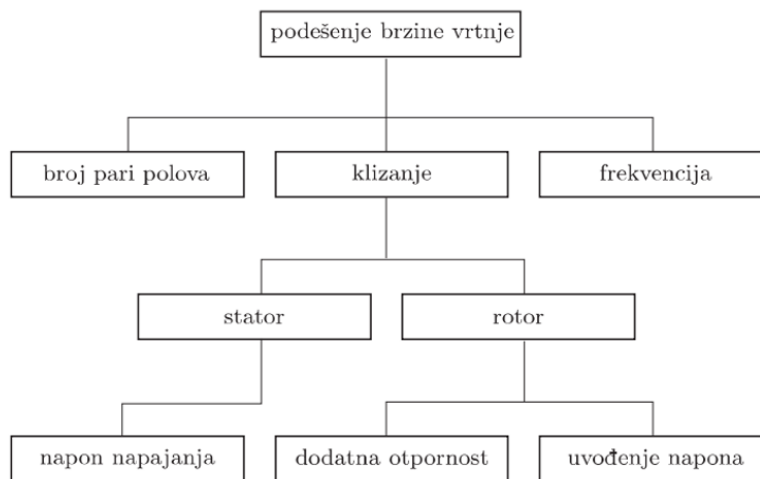 podešenje brzine vrtnje
broj pari polova
klizanje
frekvencija
stator
rotor
napon napajanja
dodatna otpornost
uvođenje napona